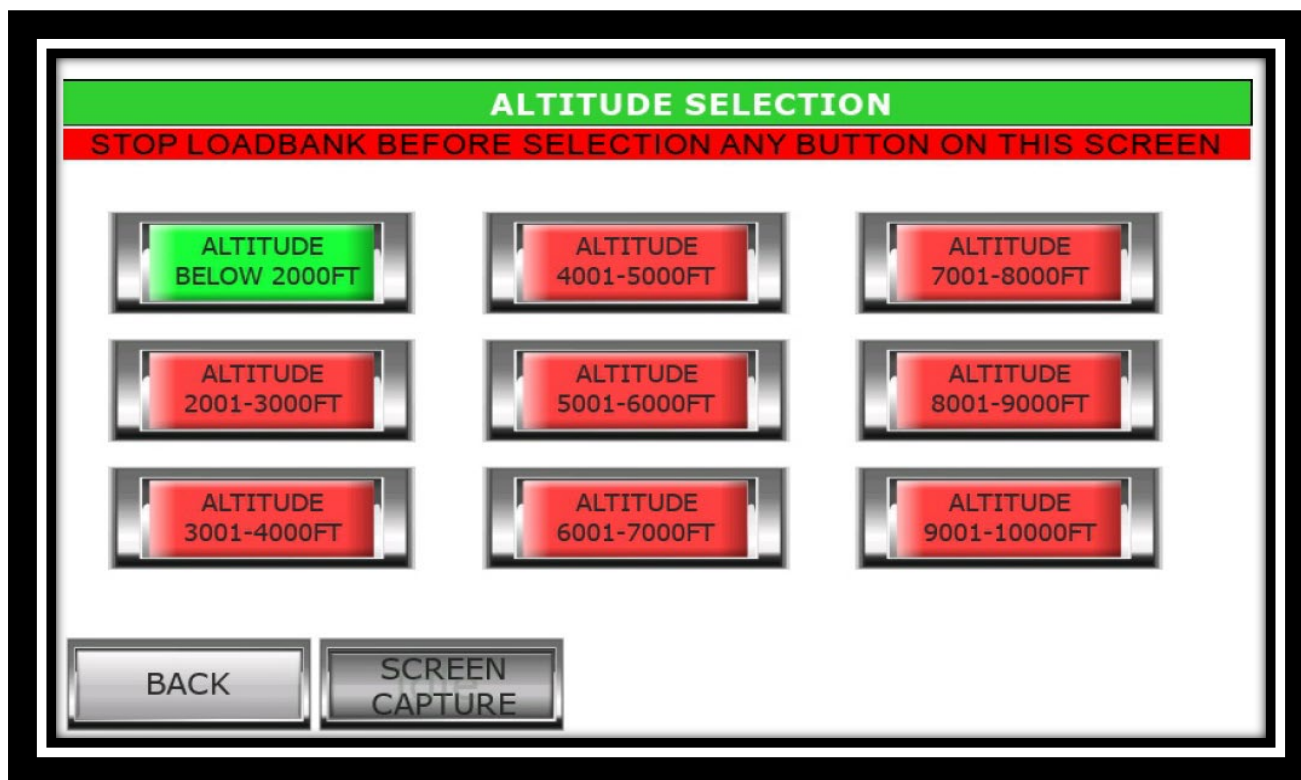 ALTITUDE SELECTION
STOP LOADBANK BEFORE SELECTION ANY BUTTON ON THIS SCREEN
ALTITUDE
BELOW 2000FT
ALTITUDE
4001-5000FT
ALTITUDE
7001-8000FT
ALTITUDE
2001-3000FT
ALTITUDE
5001-6000FT
ALTITUDE
8001-9000FT
ALTITUDE
3001-4000FT
ALTITUDE
6001-7000FT
ALTITUDE
9001-10000FT
BACK
SCREEN
Idle
CAPTURE